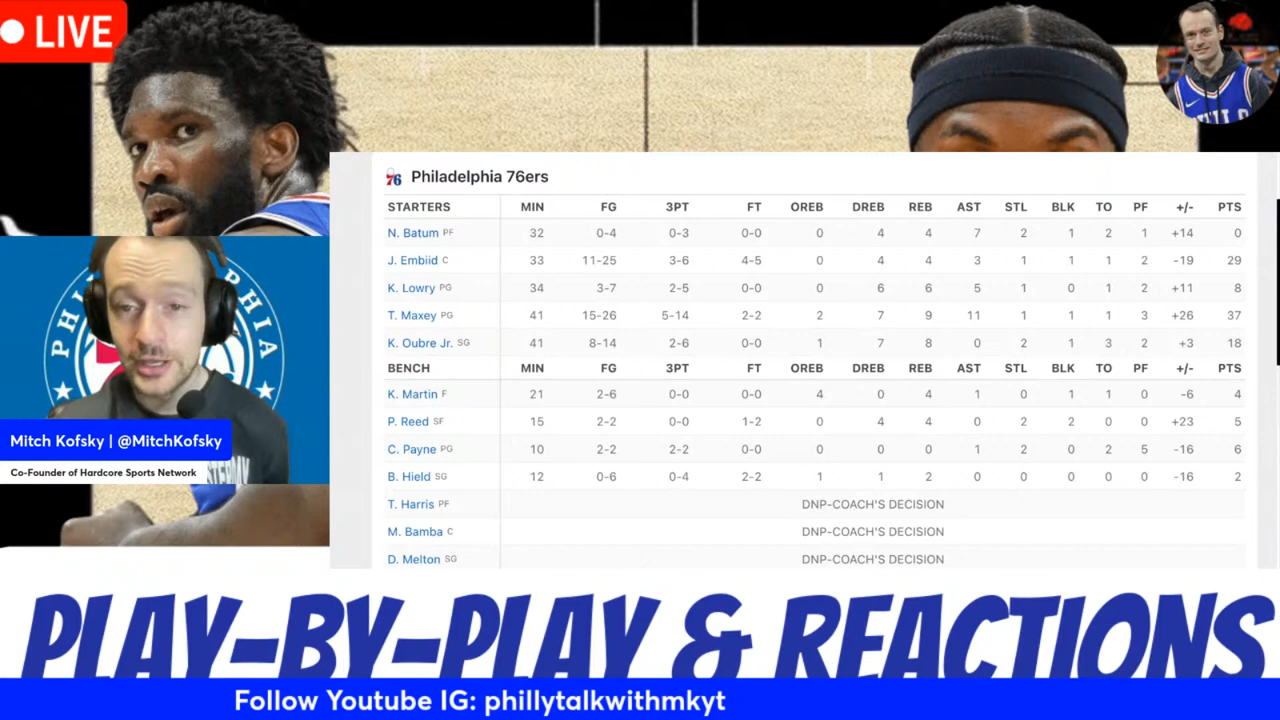 LIVE
76 Philadelphia 76ers
STARTERS MIN FG 3PT FT OREB DREB REB AST STL BLK TO PF +/- PTS
N. Batum PF 32 0-4 0-3 0-0 0 4 4 7 2 1 2 1 +14 0
J. Embiid C 33 11-25 3-6 4-5 0 4 4 3 1 1 1 2 -19 29
K. Lowry PG 34 3-7 2-5 0-0 0 6 6 5 1 0 1 2 +11 8
T. Maxey PG 41 15-26 5-14 2-2 2 7 9 11 1 1 1 3 +26 37
K. Oubre Jr. SG 41 8-14 2-6 0-0 1 7 8 0 2 1 3 2 +3 18
BENCH MIN FG 3PT FT OREB DREB REB AST STL BLK TO PF +/- PTS
K. Martin F 21 2-6 0-0 0-0 4 0 4 1 0 1 1 0 -6 4
P. Reed SF 15 2-2 0-0 1-2 0 4 4 0 2 2 0 0 +23 5
C. Payne PG 10 2-2 2-2 0-0 0 0 0 1 2 0 2 5 -16 6
B. Hield SG 12 0-6 0-4 2-2 1 1 2 0 0 0 0 0 -16 2
T. Harris PF DNP-COACH'S DECISION
M. Bamba C DNP-COACH'S DECISION
D. Melton SG DNP-COACH'S DECISION
PHIL
PHIA
Mitch Kofsky | @MitchKofsky
Co-Founder of Hardcore Sports Network
PLAY-BY-PLAY & REACTIONS
Follow Youtube IG: phillytalkwithmkyt